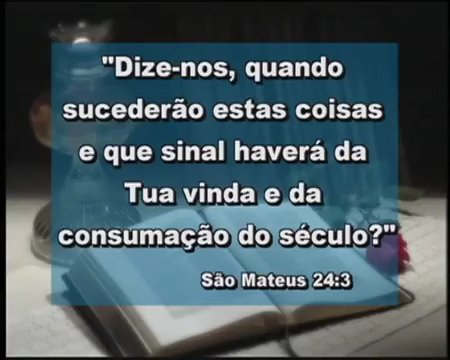 "Dize-nos, quando
sucederão estas coisas
e que sinal haverá da
Tua vinda e da
consumação do século?"
São Mateus 24:3